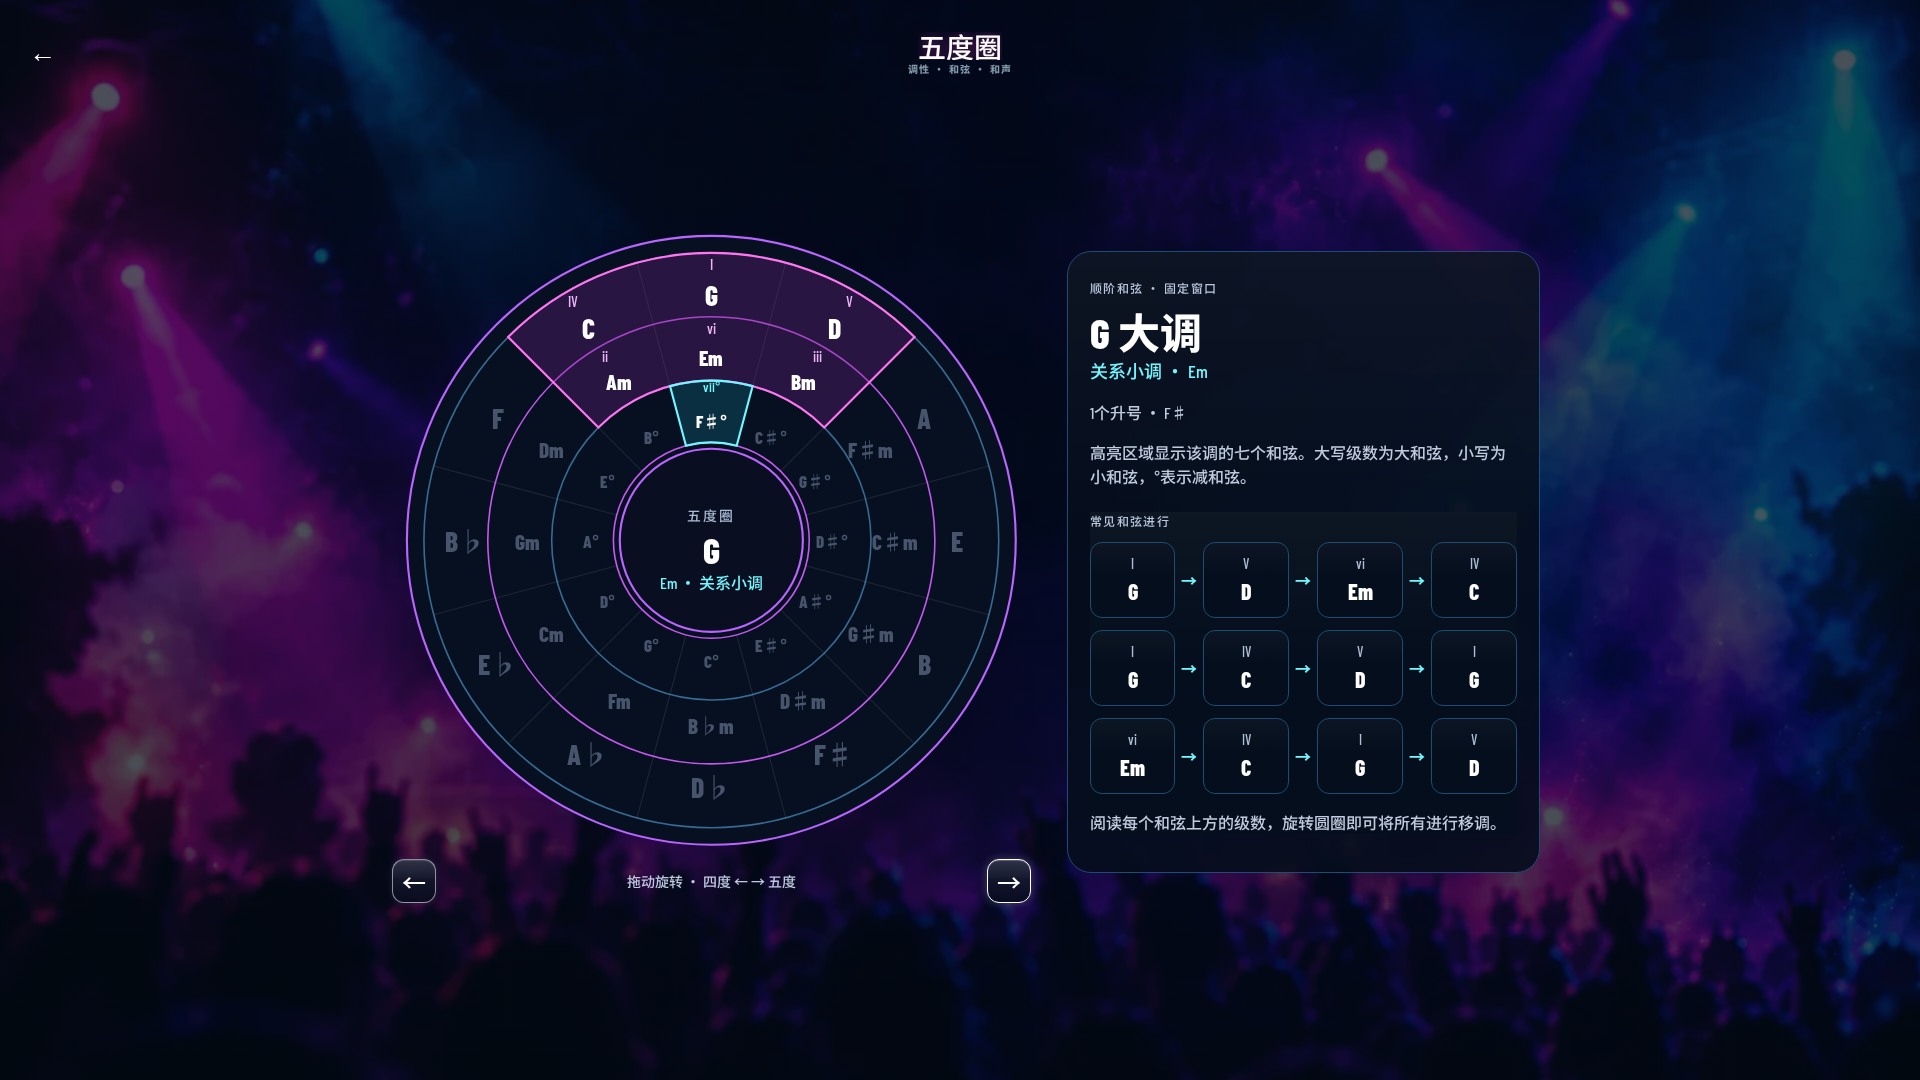 ←
五度圈
调性 • 和弦 • 和声
I
G
IV
C
V
D
vi
Em
ii
Am
iii
Bm
vii°
F♯°
F
A
Dm
B°
C♯°
F♯m
E°
G♯°
B♭
Gm
A°
D♯°
C♯m
E
五度圈
G
Em • 关系小调
D°
A♯°
Cm
G°
E♯°
G♯m
E♭
C°
B
Fm
D♯m
B♭m
A♭
F♯
D♭
←
拖动旋转 • 四度 ←→ 五度
→
顺阶和弦 • 固定窗口
G 大调
关系小调 • Em
1个升号 • F♯
高亮区域显示该调的七个和弦。大写级数为大和弦，小写为
小和弦，°表示减和弦。
常见和弦进行
I V vi IV
G → D → Em → C
I IV V I
G → C → D → G
vi IV I V
Em → C → G → D
阅读每个和弦上方的级数，旋转圆圈即可将所有进行移调。